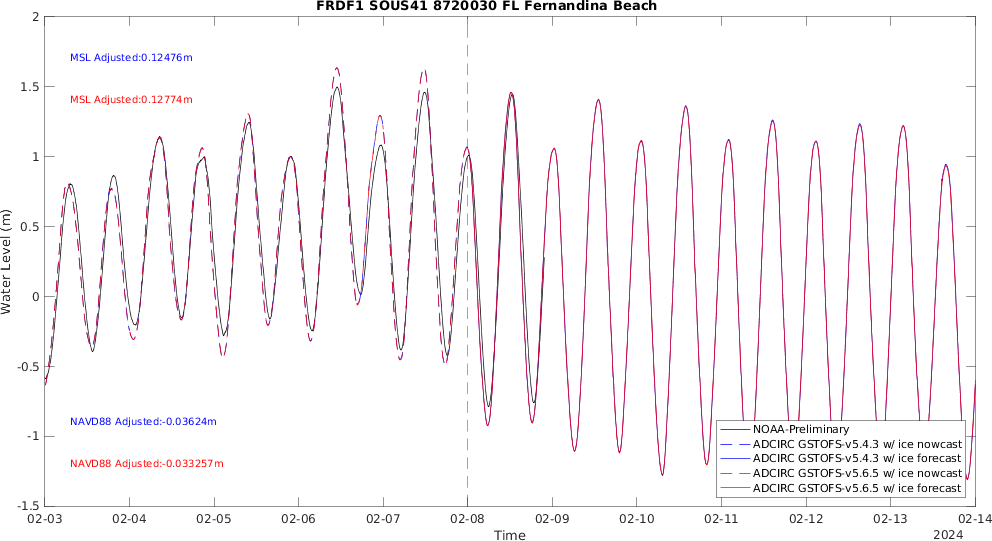 FRDF1 SOUS41 8720030 FL Fernandina Beach
2
1.5
1
0.5
0
-0.5
-1
-1.5
Water Level (m)
MSL Adjusted:0.12476m
MSL Adjusted:0.12774m
NAVD88 Adjusted:-0.03624m
NAVD88 Adjusted:-0.033257m
NOAA-Preliminary
ADCIRC GSTOFS-v5.4.3 w/ ice nowcast
ADCIRC GSTOFS-v5.4.3 w/ ice forecast
ADCIRC GSTOFS-v5.6.5 w/ ice nowcast
ADCIRC GSTOFS-v5.6.5 w/ ice forecast
02-03 02-04 02-05 02-06 02-07 02-08 02-09 02-10 02-11 02-12 02-13 02-14
Time
2024